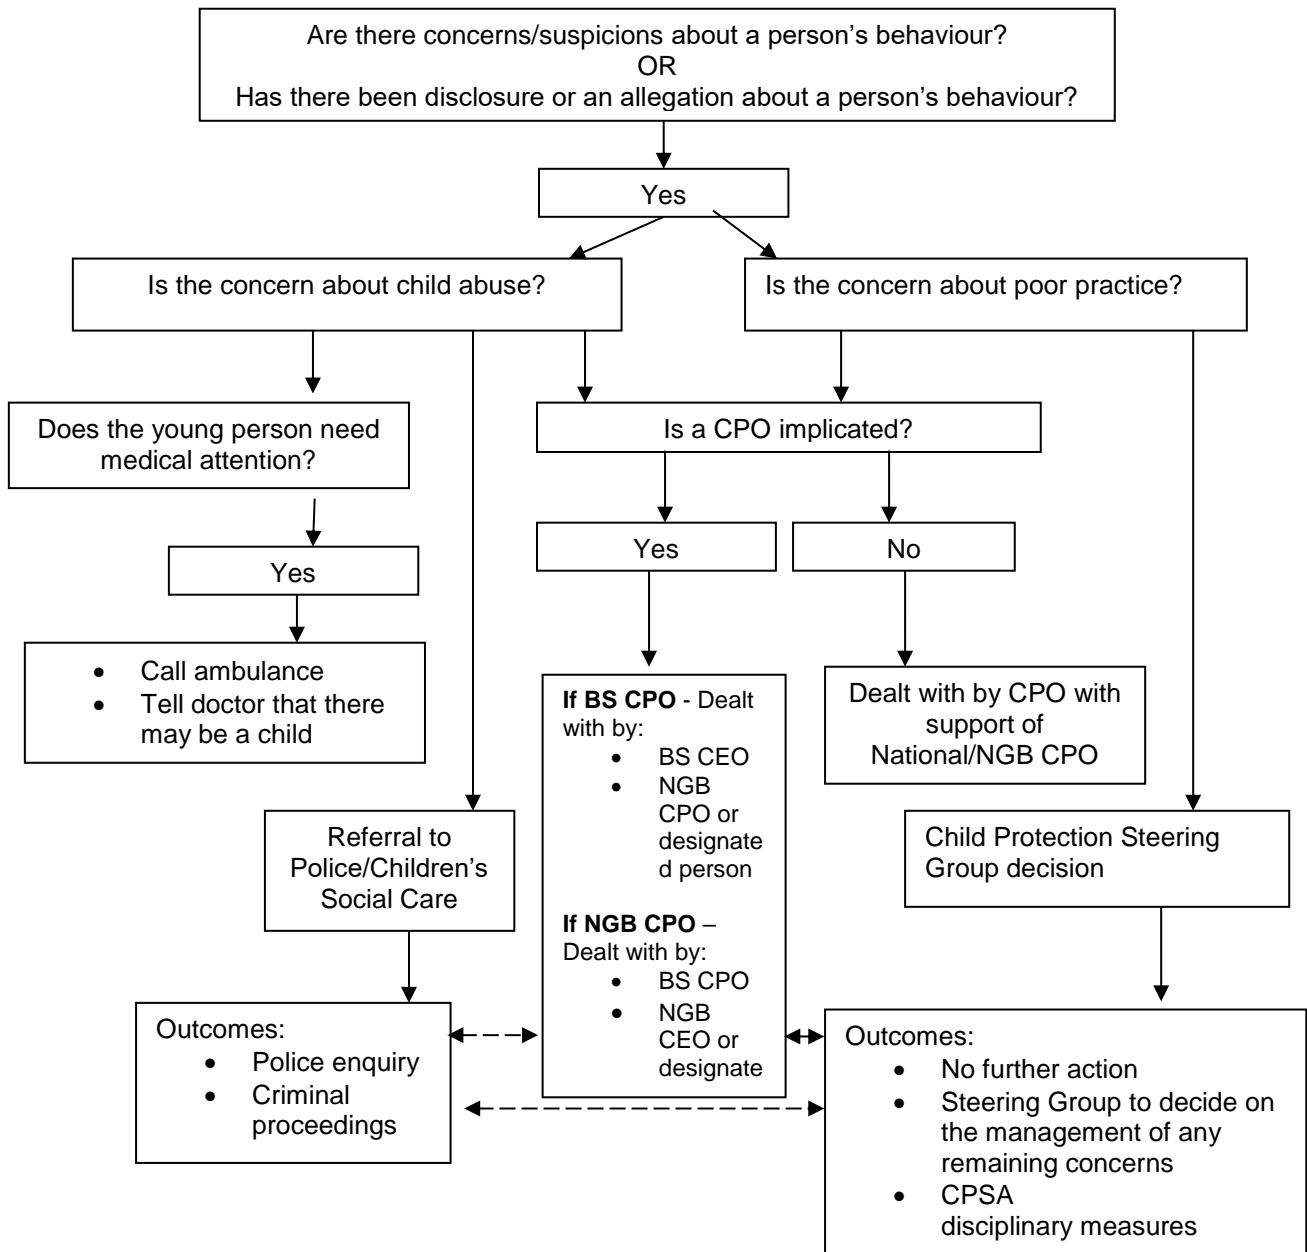 Are there concerns/suspicions about a person's behaviour?
OR
Has there been disclosure or an allegation about a person's behaviour?
Yes
Is the concern about child abuse?
Is the concern about poor practice?
Does the young person need
medical attention?
Is a CPO implicated?
Yes
Yes
No
• Call ambulance
• Tell doctor that there
may be a child
If BS CPO - Dealt
with by:
• BS CEO
• NGB
CPO or
designate
d person
If NGB CPO –
Dealt with by:
• BS CPO
• NGB
CEO or
designate
Dealt with by CPO with
support of
National/NGB CPO
Referral to
Police/Children's
Social Care
Child Protection Steering
Group decision
Outcomes:
• Police enquiry
• Criminal
proceedings
Outcomes:
• No further action
• Steering Group to decide on
the management of any
remaining concerns
• CPSA
disciplinary measures